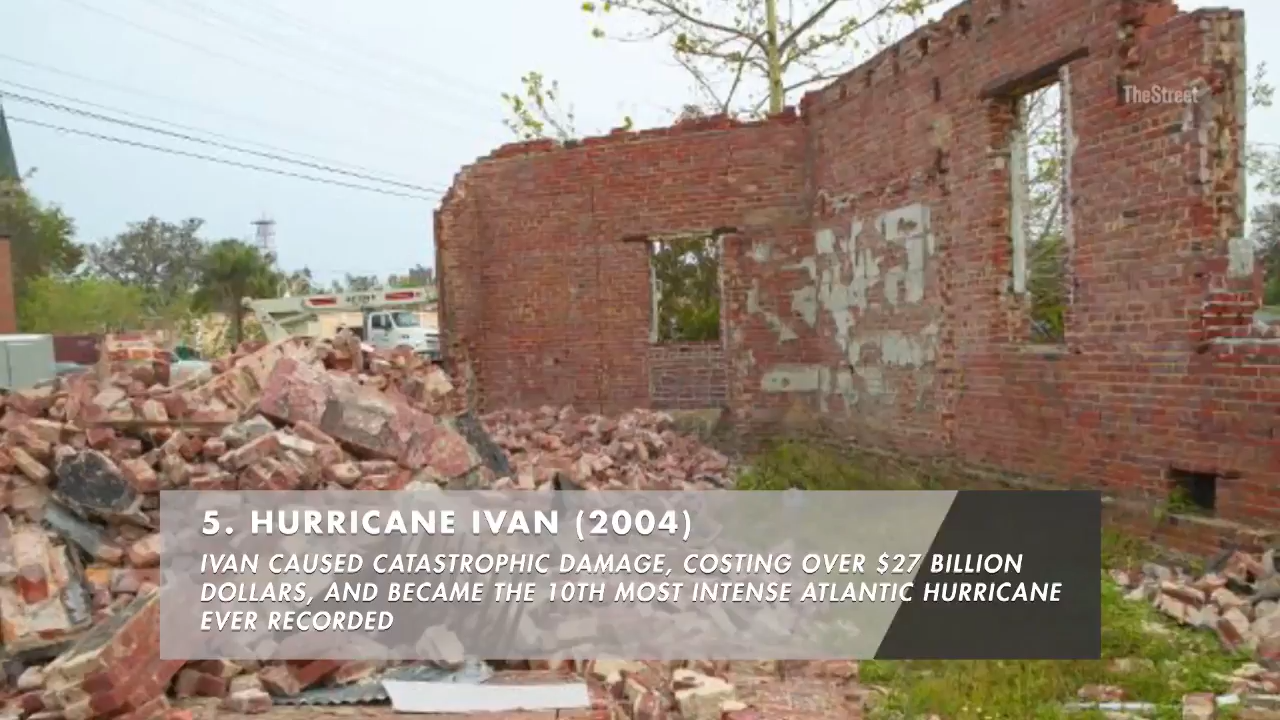 TheStreet
5. HURRICANE IVAN (2004)
IVAN CAUSED CATASTROPHIC DAMAGE, COSTING OVER $27 BILLION
DOLLARS, AND BECAME THE 10TH MOST INTENSE ATLANTIC HURRICANE
EVER RECORDED